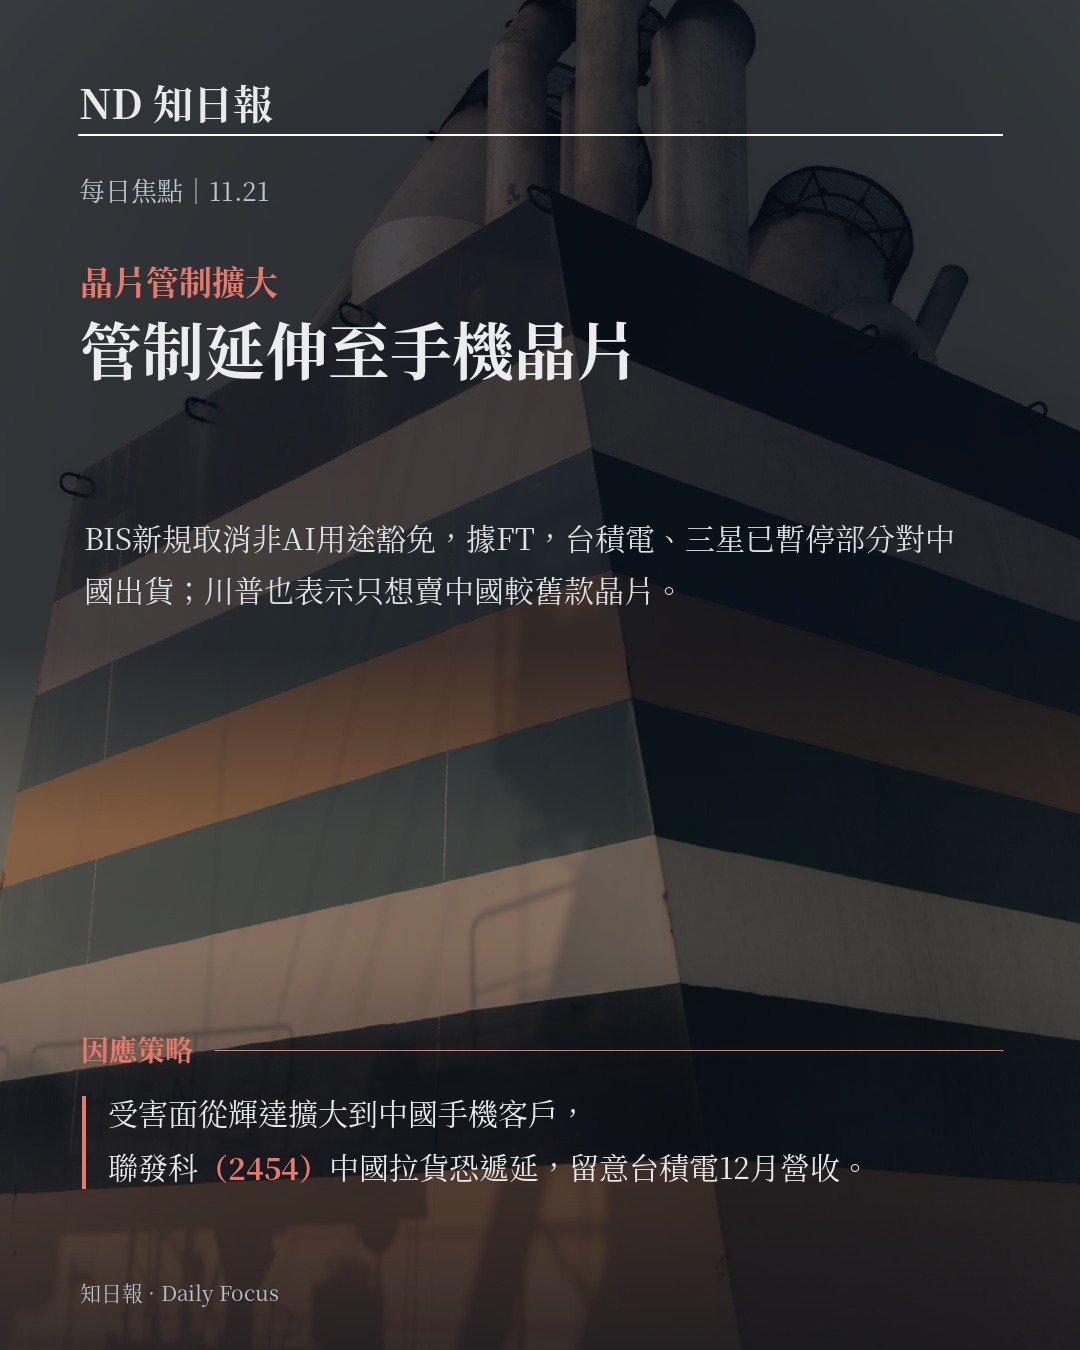 ND 知日報
每日焦點｜11.21
晶片管制擴大
管制延伸至手機晶片
BIS新規取消非AI用途豁免，據FT，台積電、三星已暫停部分對中
國出貨；川普也表示只想賣中國較舊款晶片。
因應策略
受害面從輝達擴大到中國手機客戶，
聯發科（2454）中國拉貨恐遞延，留意台積電12月營收。
知日報 · Daily Focus